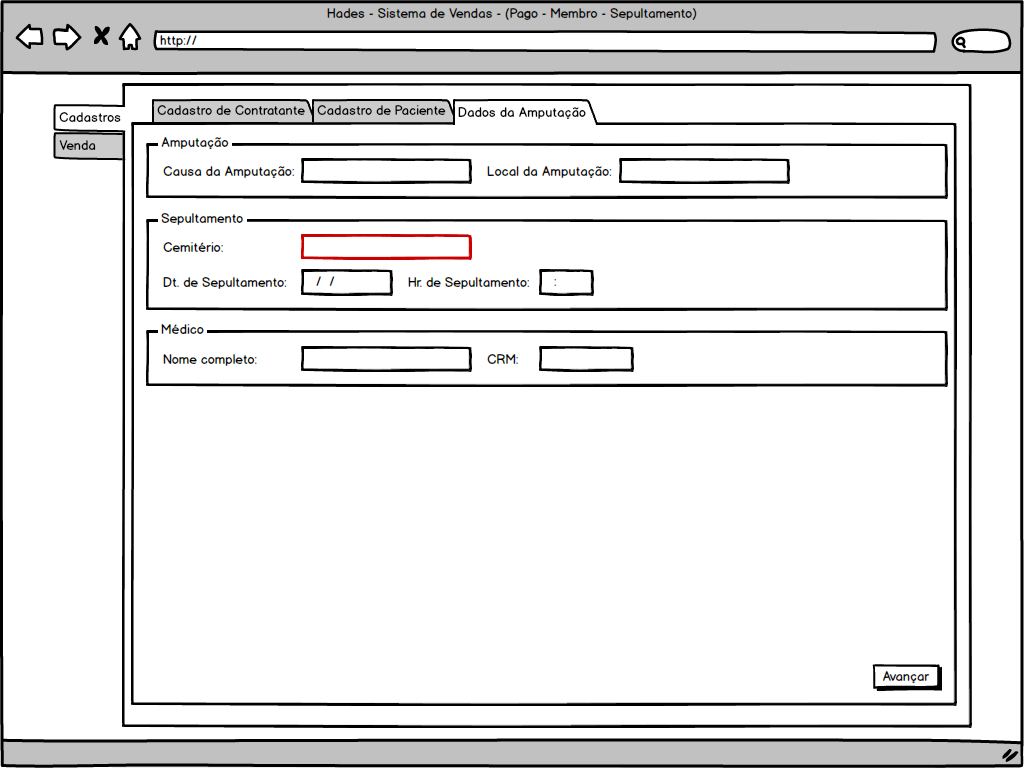 Hades - Sistema de Vendas - (Pago - Membro - Sepultamento)
http://
Cadastros
Venda
Cadastro de Contratante Cadastro de Paciente Dados da Amputação
Amputação
Causa da Amputação: Local da Amputação:
Sepultamento
Cemitério:
Dt. de Sepultamento: / / Hr. de Sepultamento: :
Médico
Nome completo: CRM:
Avançar